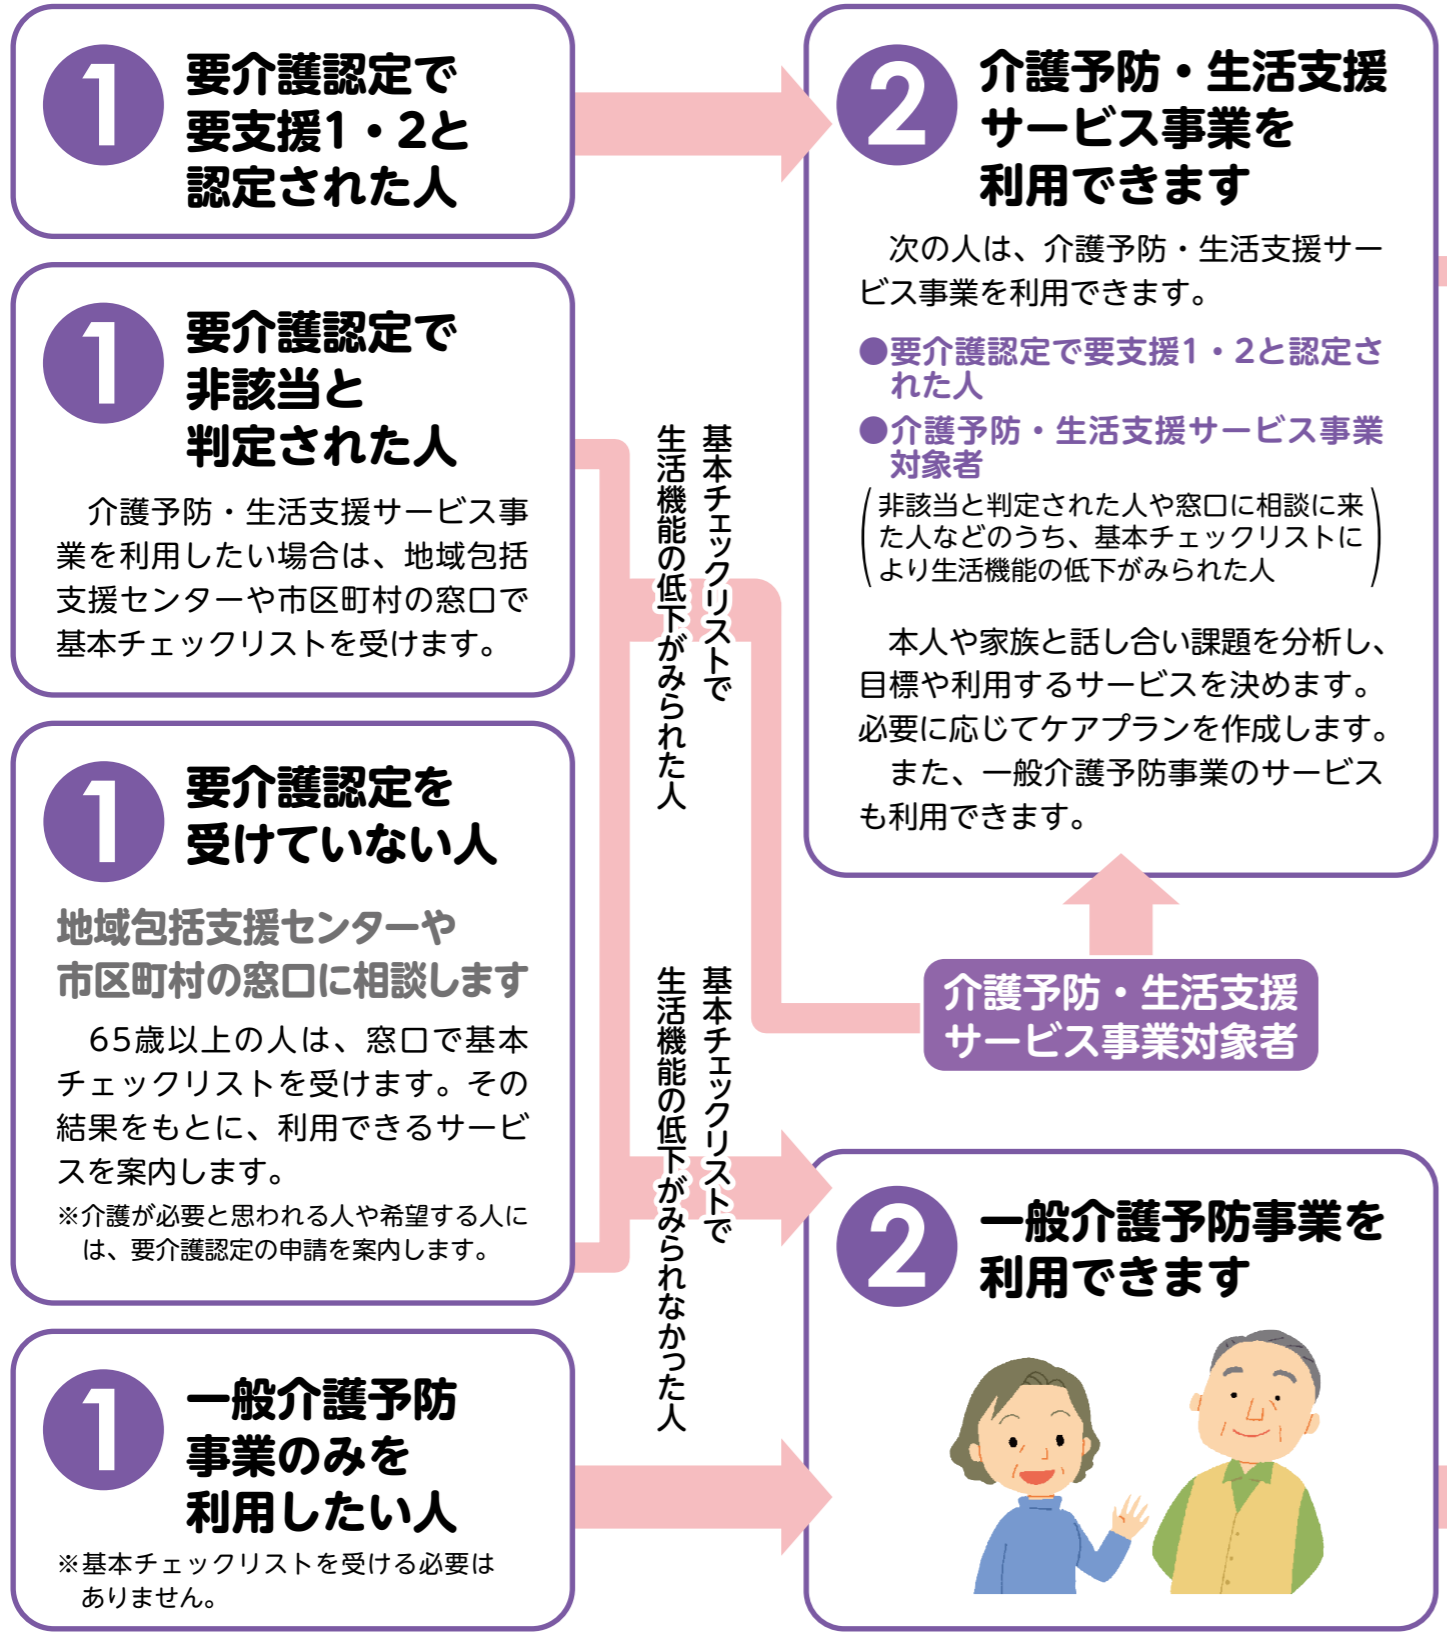 1
要介護認定で
要支援1・2と
認定された人
1
要介護認定で
非該当と
判定された人
介護予防・生活支援サービス事
業を利用したい場合は、地域包括
支援センターや市区町村の窓口で
基本チェックリストを受けます。
1
要介護認定を
受けていない人
地域包括支援センターや
市区町村の窓口に相談します
65歳以上の人は、窓口で基本
チェックリストを受けます。その
結果をもとに、利用できるサービ
スを案内します。
※介護が必要と思われる人や希望する人に
は、要介護認定の申請を案内します。
1
一般介護予防
事業のみを
利用したい人
※基本チェックリストを受ける必要は
ありません。
基本チェックリストで
生活機能の低下がみられた人
基本チェックリストで
生活機能の低下がみられなかった人
2
介護予防・生活支援
サービス事業を
利用できます
次の人は、介護予防・生活支援サー
ビス事業を利用できます。
●要介護認定で要支援1・2と認定さ
れた人
●介護予防・生活支援サービス事業
対象者
(非該当と判定された人や窓口に相談に来
た人などのうち、基本チェックリストに
より生活機能の低下がみられた人)
本人や家族と話し合い課題を分析し、
目標や利用するサービスを決めます。
必要に応じてケアプランを作成します。
また、一般介護予防事業のサービス
も利用できます。
介護予防・生活支援
サービス事業対象者
2
一般介護予防事業を
利用できます